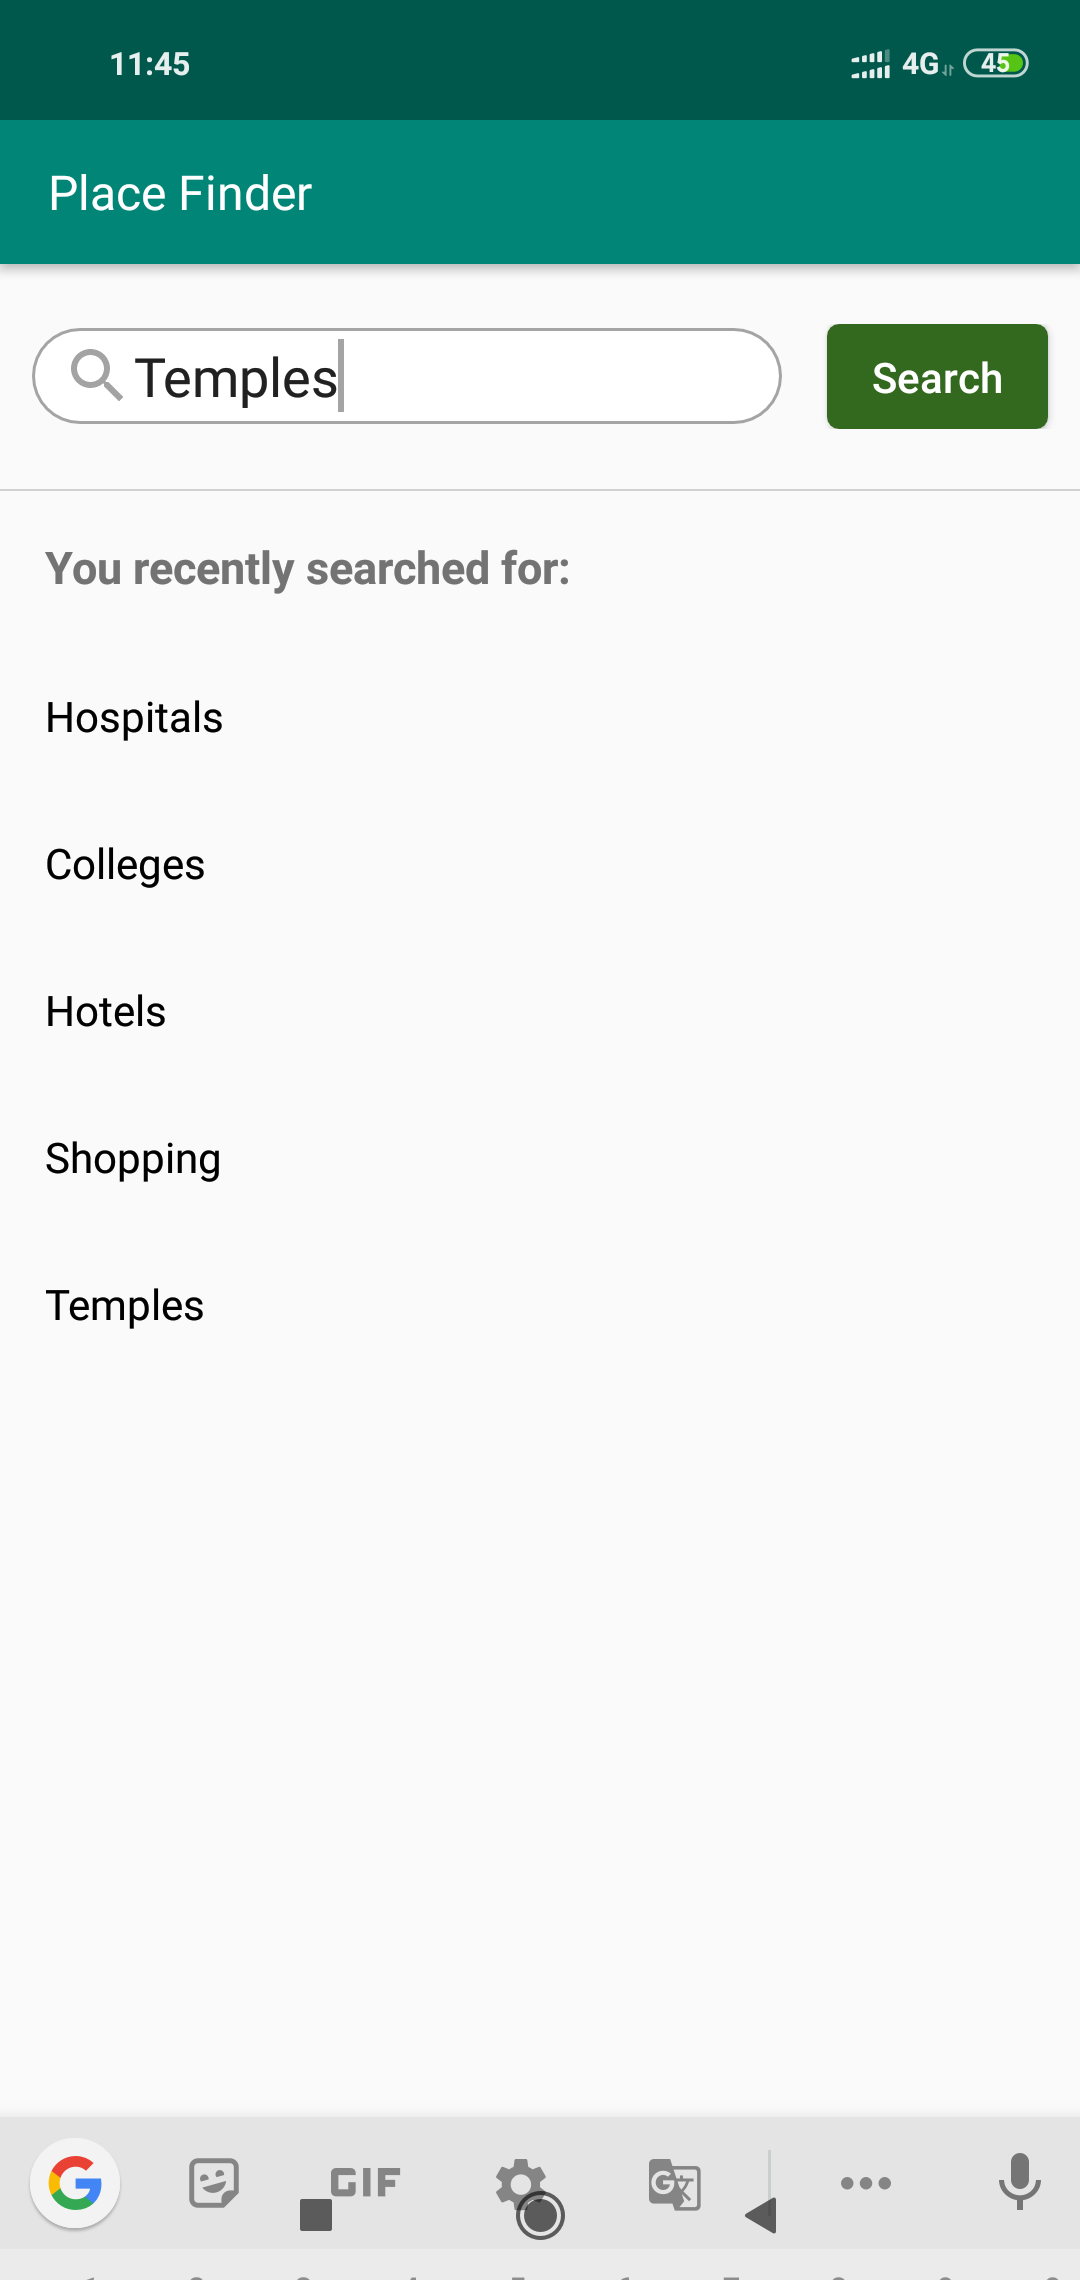 11:45 4G 45
Place Finder
Temples
Search
You recently searched for:
Hospitals
Colleges
Hotels
Shopping
Temples
GIF